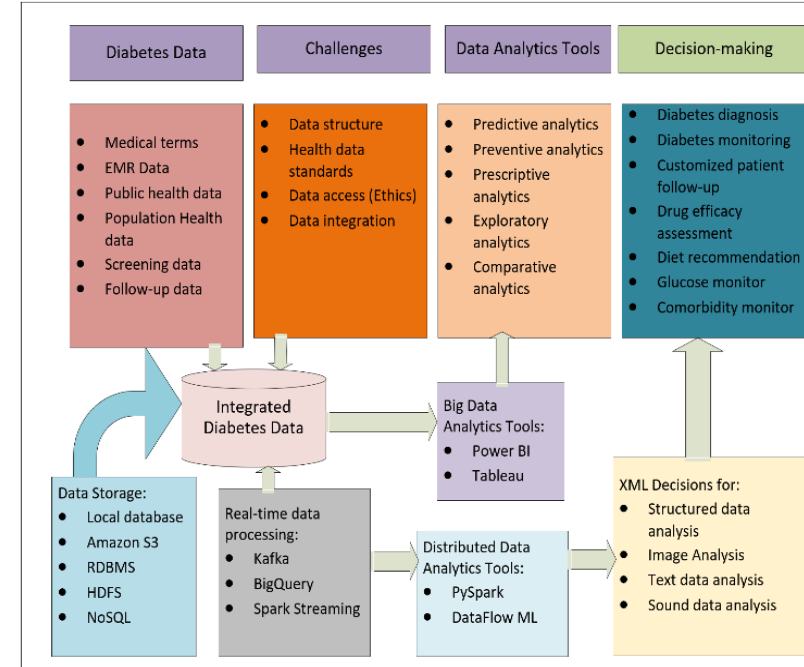 Diabetes Data
Challenges
Data Analytics Tools
Decision-making
Medical terms
EMR Data
Public health data
Population Health
data
Screening data
Follow-up data
Data structure
Health data
standards
Data access (Ethics)
Data integration
Predictive analytics
Preventive analytics
Prescriptive
analytics
Exploratory
analytics
Comparative
analytics
Diabetes diagnosis
Diabetes monitoring
Customized patient
follow-up
Drug efficacy
assessment
Diet recommendation
Glucose monitor
Comorbidity monitor
Integrated
Diabetes Data
Big Data
Analytics Tools:
Power BI
Tableau
Data Storage:
Local database
Amazon S3
RDBMS
HDFS
NoSQL
Real-time data
processing:
Kafka
BigQuery
Spark Streaming
Distributed Data
Analytics Tools:
PySpark
DataFlow ML
XML Decisions for:
Structured data
analysis
Image Analysis
Text data analysis
Sound data analysis